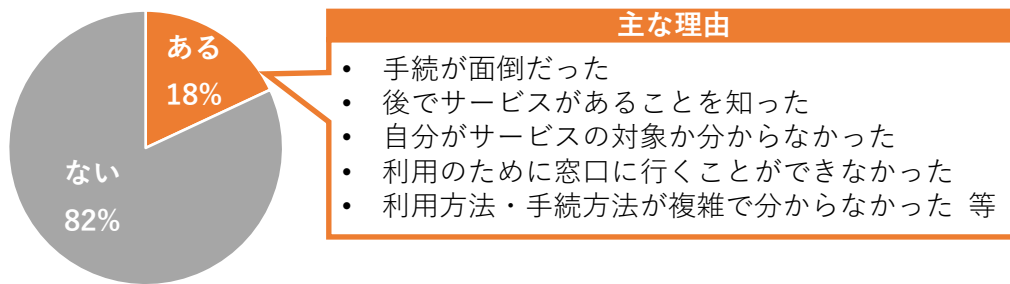 ある
18%
ない
82%
主な理由
• 手続が面倒だった
• 後でサービスがあることを知った
• 自分がサービスの対象か分からなかった
• 利用のために窓口に行くことができなかった
• 利用方法・手続方法が複雑で分からなかった 等